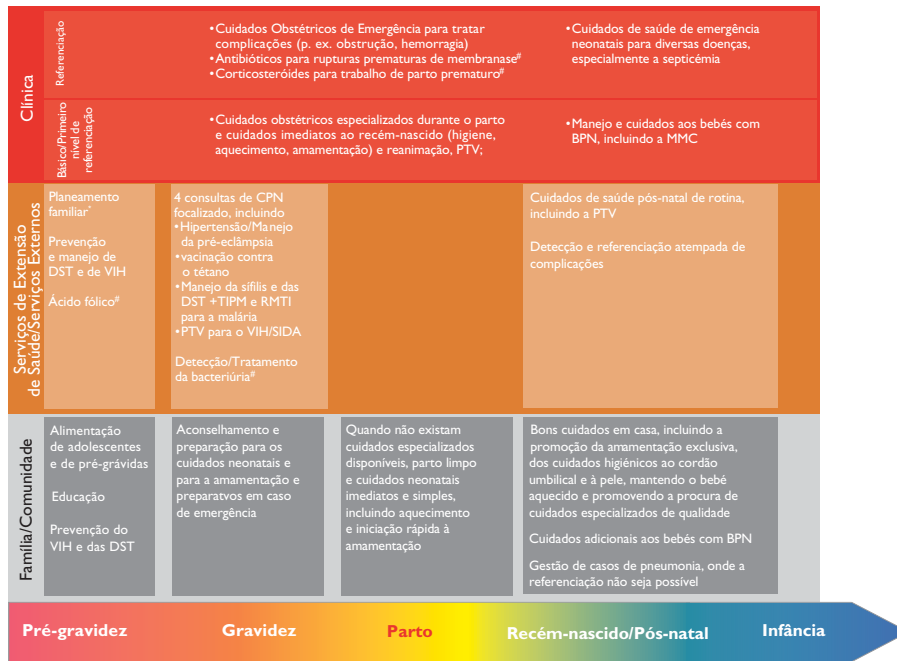 Clínica
Referenciação
•Cuidados Obstétricos de Emergência para tratar
complicações (p. ex. obstrução, hemorragia)
•Antibióticos para rupturas prematuras de membranase#
•Corticosteróides para trabalho de parto prematuro#
•Cuidados de saúde de emergência
neonatais para diversas doenças,
especialmente a septicémia
Básico/Primeiro
nível de
referenciação
•Cuidados obstétricos especializados durante o parto
e cuidados imediatos ao recém-nascido (higiene,
aquecimento, amamentação) e reanimação, PTV;
•Manejo e cuidados aos bebés com
BPN, incluindo a MMC
Serviços de Extensão
de Saúde/Serviços Externos
Planeamento
familiar*
Prevenção
e manejo de
DST e de VIH
Ácido fólico#
4 consultas de CPN
focalizado, incluindo
•Hipertensão/Manejo
da pré-eclâmpsia
•vacinação contra
o tétano
•Manejo da sífilis e das
DST +TIPM e RMTI
para a malária
•PTV para o VIH/SIDA
Detecção/Tratamento
da bacteriúria#
Cuidados de saúde pós-natal de rotina,
incluindo a PTV
Detecção e referenciação atempada de
complicações
Família/Comunidade
Alimentação
de adolescentes
e de pré-grávidas
Educação
Prevenção do
VIH e das DST
Aconselhamento e
preparação para os
cuidados neonatais e
para a amamentação e
preparatvos em caso
de emergência
Quando não existam
cuidados especializados
disponíveis, parto limpo
e cuidados neonatais
imediatos e simples,
incluindo aquecimento
e iniciação rápida à
amamentação
Bons cuidados em casa, incluindo a
promoção da amamentação exclusiva,
dos cuidados higiénicos ao cordão
umbilical e à pele, mantendo o bebé
aquecido e promovendo a procura de
cuidados especializados de qualidade
Cuidados adicionais aos bebés com BPN
Gestão de casos de pneumonia, onde a
referenciação não seja possível
Pré-gravidez
Gravidez
Parto
Recém-nascido/Pós-natal
Infância